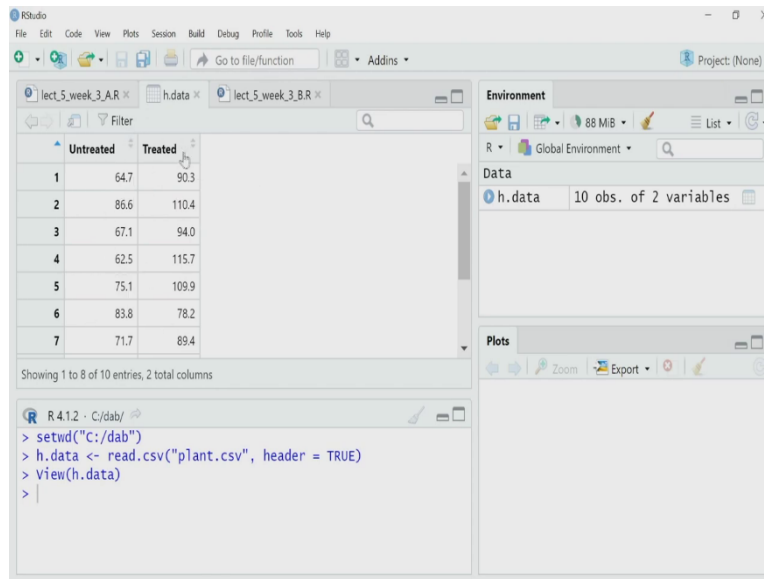 RStudio
File Edit Code View Plots Session Build Debug Profile Tools Help
Go to file/function Addins Project: (None)
lect_5_week_3_A.R h.data lect_5_week_3_B.R
Filter
Untreated Treated
1 64.7 90.3
2 86.6 110.4
3 67.1 94.0
4 62.5 115.7
5 75.1 109.9
6 83.8 78.2
7 71.7 89.4
Showing 1 to 8 of 10 entries, 2 total columns
R 4.1.2 · C:/dab/
> setwd("C:/dab")
> h.data <- read.csv("plant.csv", header = TRUE)
> View(h.data)
>
Environment
88 MiB List
R Global Environment
Data
h.data 10 obs. of 2 variables
Plots
Zoom Export